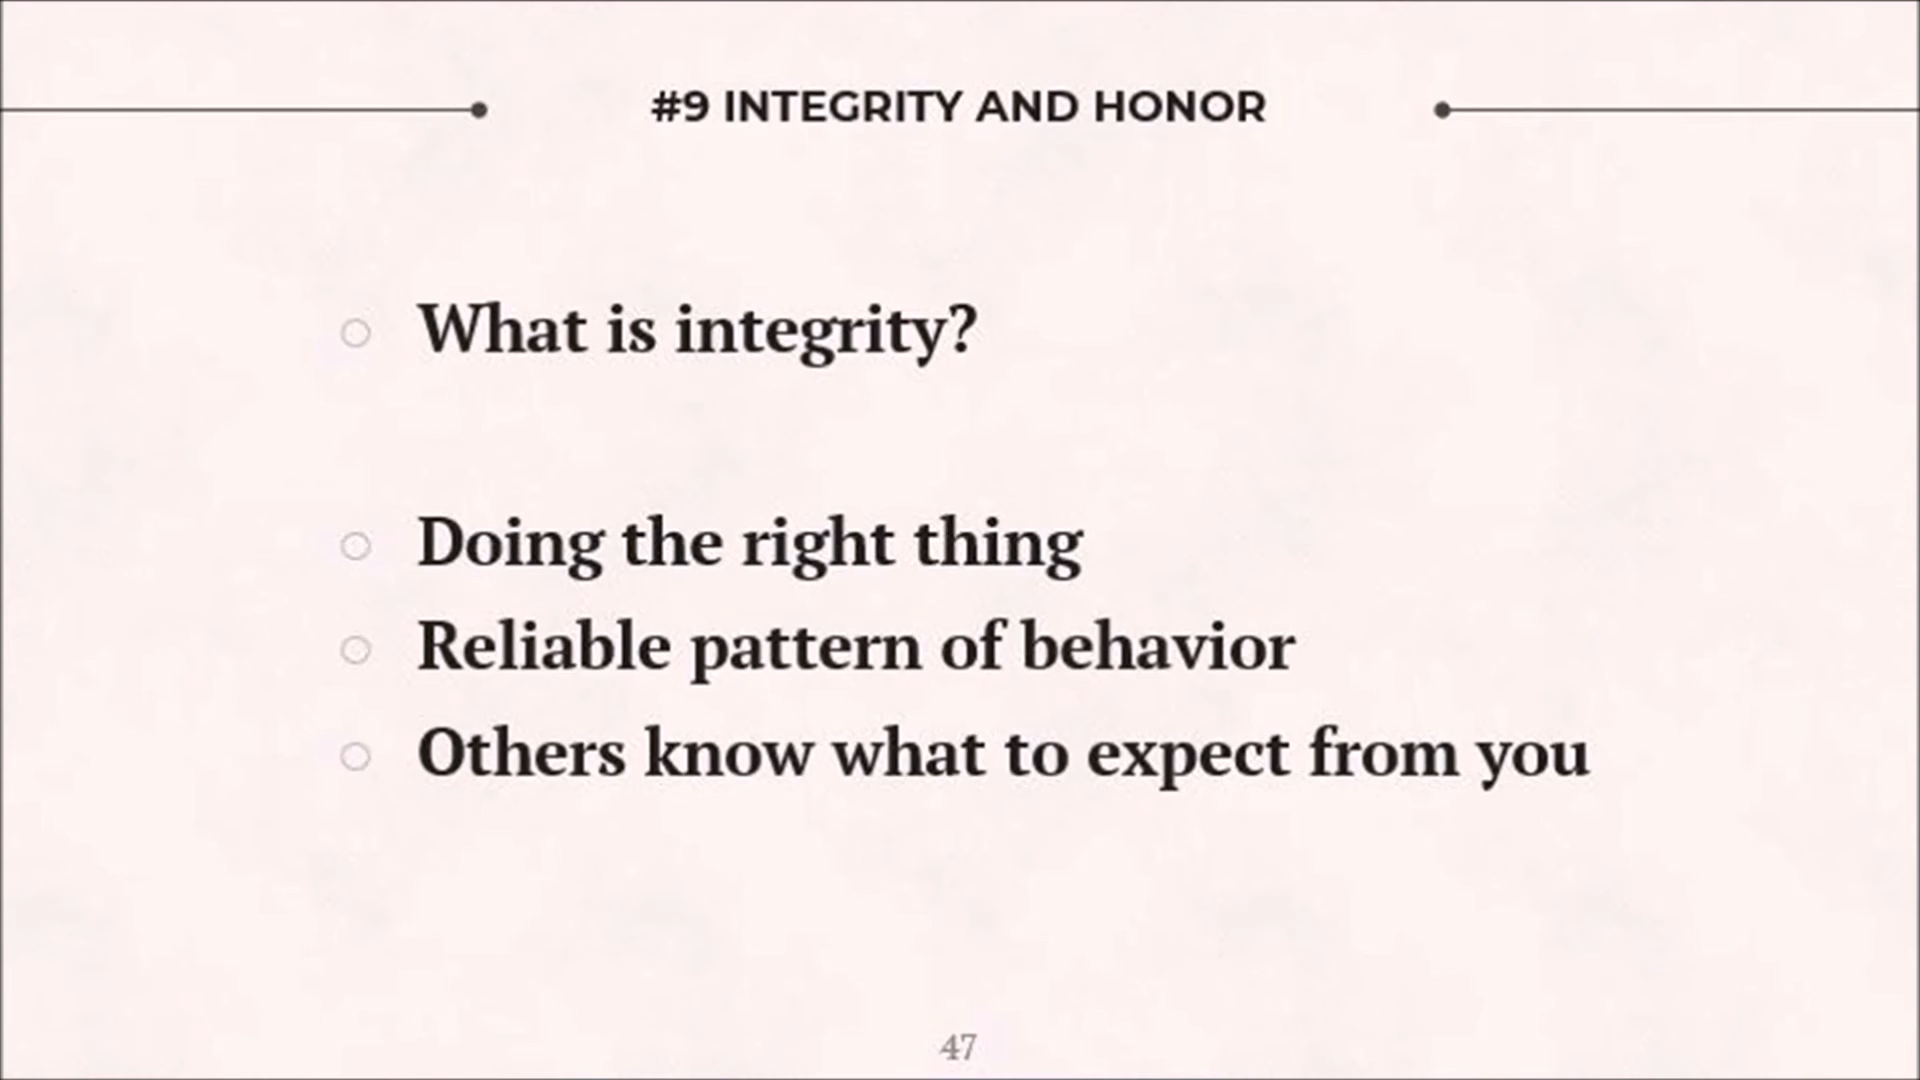 #9 INTEGRITY AND HONOR
What is integrity?
Doing the right thing
Reliable pattern of behavior
Others know what to expect from you
47